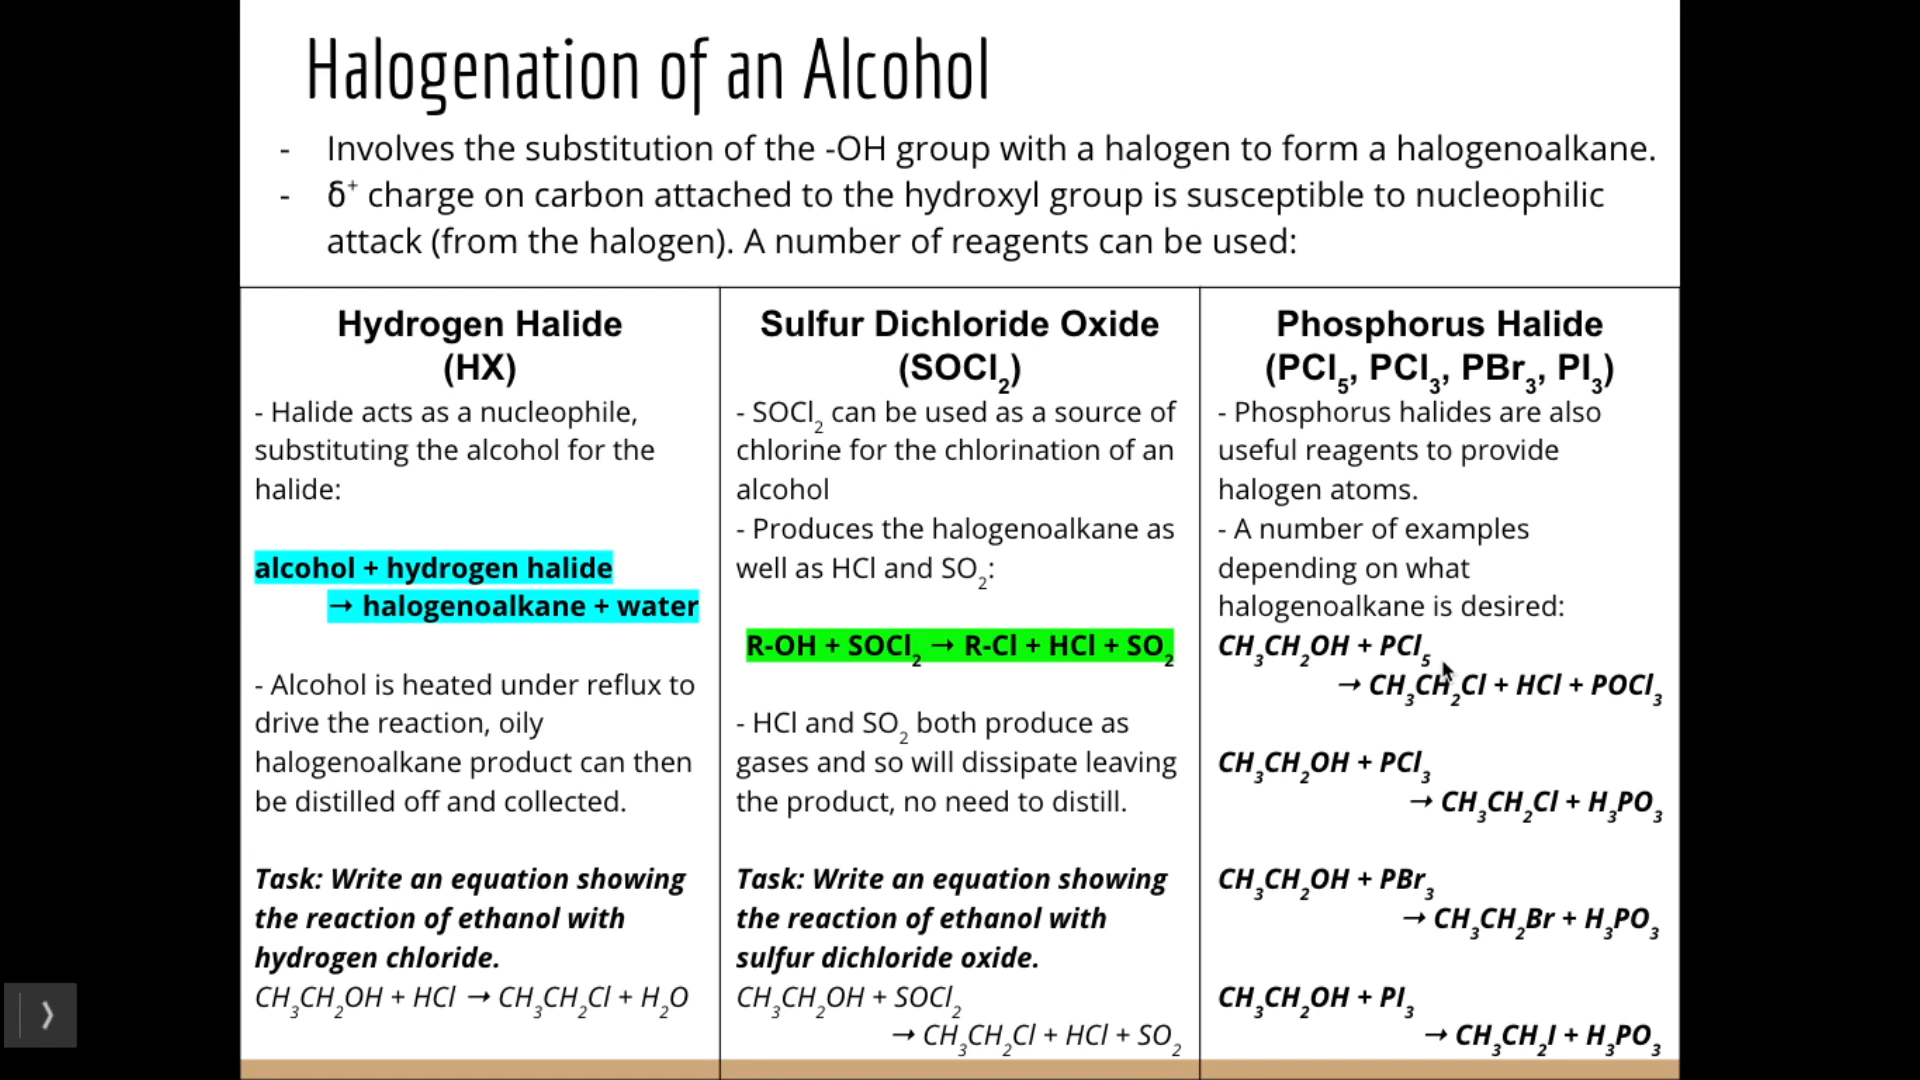 Halogenation of an Alcohol
- Involves the substitution of the -OH group with a halogen to form a halogenoalkane.
- δ⁺ charge on carbon attached to the hydroxyl group is susceptible to nucleophilic
attack (from the halogen). A number of reagents can be used:
Hydrogen Halide
(HX)
- Halide acts as a nucleophile,
substituting the alcohol for the
halide:
alcohol + hydrogen halide
→ halogenoalkane + water
- Alcohol is heated under reflux to
drive the reaction, oily
halogenoalkane product can then
be distilled off and collected.
Task: Write an equation showing
the reaction of ethanol with
hydrogen chloride.
CH₃CH₂OH + HCl → CH₃CH₂Cl + H₂O
Sulfur Dichloride Oxide
(SOCl₂)
- SOCl₂ can be used as a source of
chlorine for the chlorination of an
alcohol
- Produces the halogenoalkane as
well as HCl and SO₂:
R-OH + SOCl₂ → R-Cl + HCl + SO₂
- HCl and SO₂ both produce as
gases and so will dissipate leaving
the product, no need to distill.
Task: Write an equation showing
the reaction of ethanol with
sulfur dichloride oxide.
CH₃CH₂OH + SOCl₂
→ CH₃CH₂Cl + HCl + SO₂
Phosphorus Halide
(PCl₅, PCl₃, PBr₃, PI₃)
- Phosphorus halides are also
useful reagents to provide
halogen atoms.
- A number of examples
depending on what
halogenoalkane is desired:
CH₃CH₂OH + PCl₅
→ CH₃CH₂Cl + HCl + POCl₃
CH₃CH₂OH + PCl₃
→ CH₃CH₂Cl + H₃PO₃
CH₃CH₂OH + PBr₃
→ CH₃CH₂Br + H₃PO₃
CH₃CH₂OH + PI₃
→ CH₃CH₂I + H₃PO₃